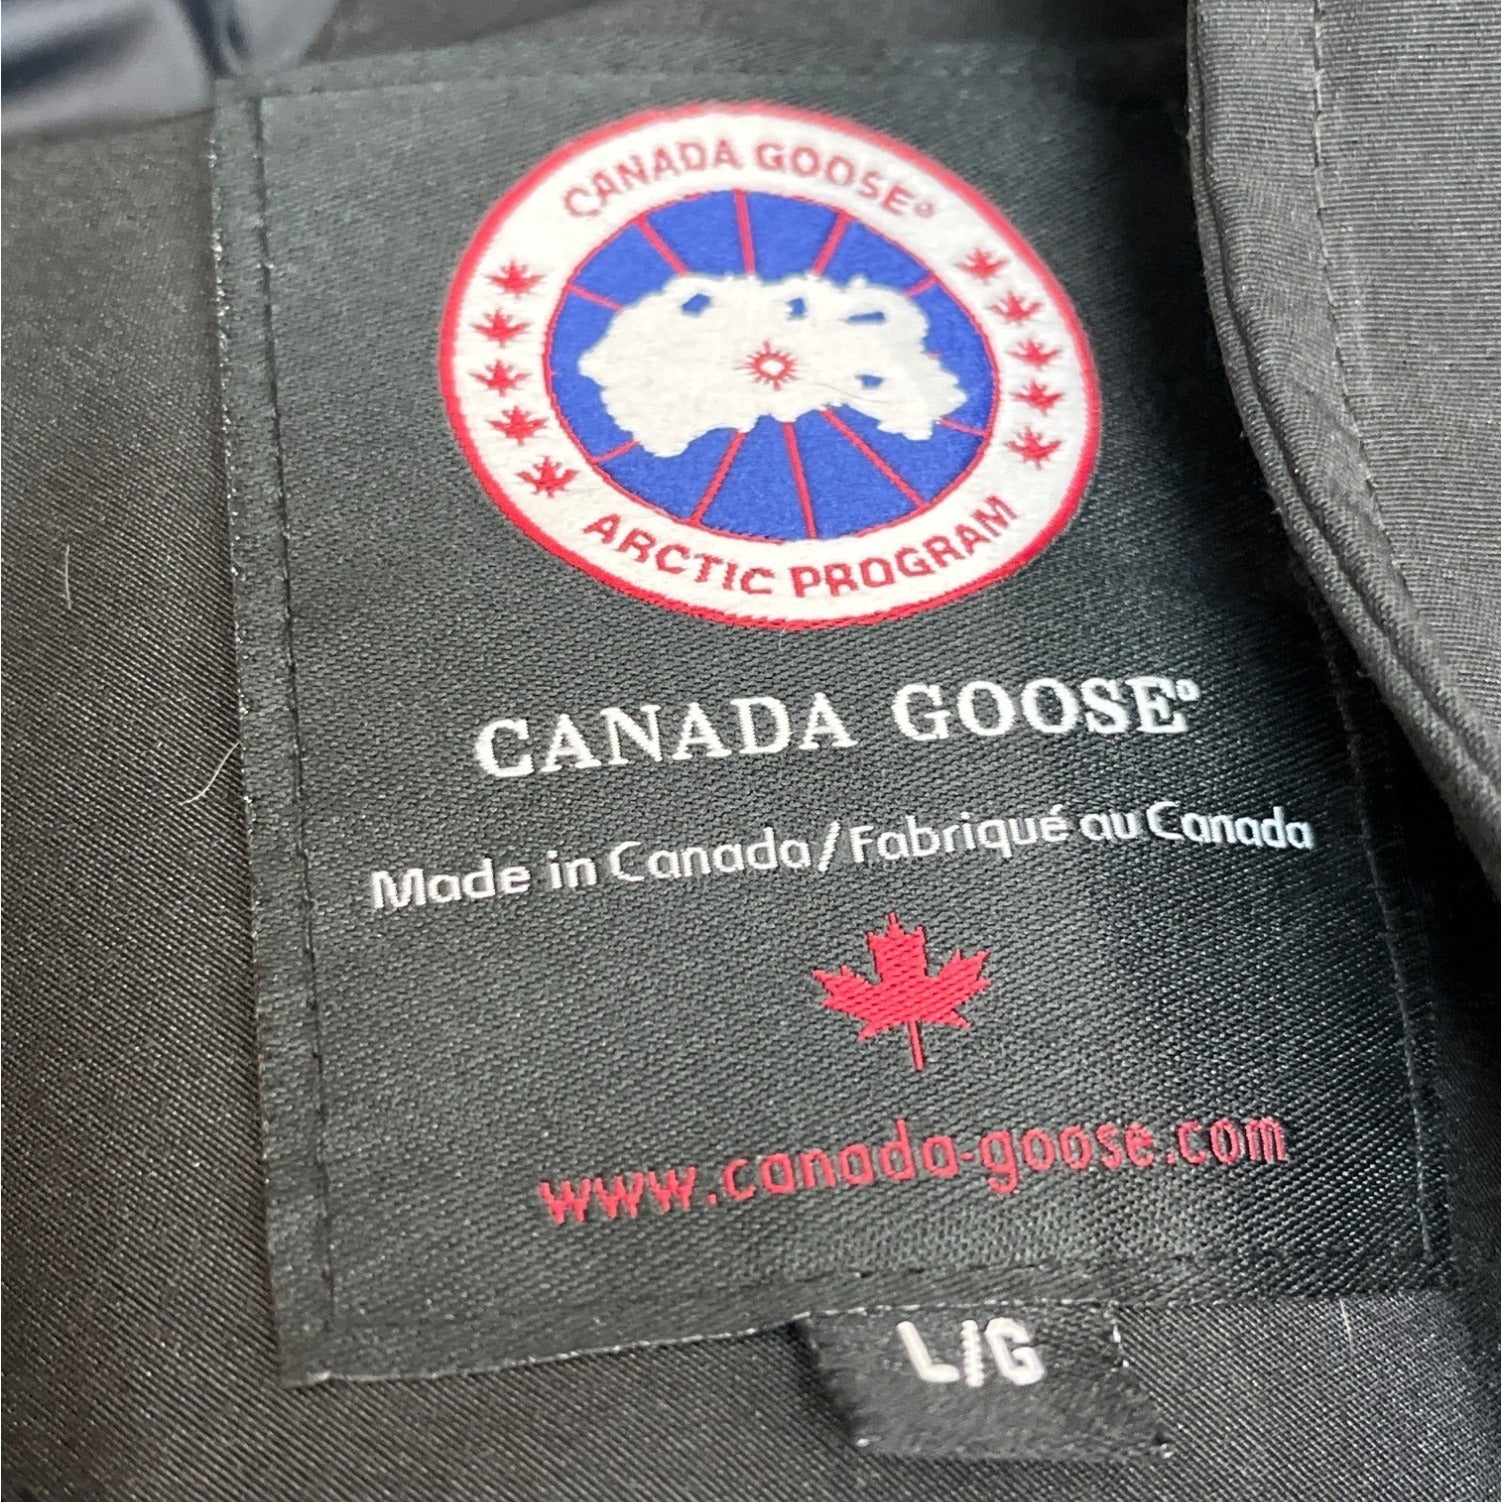 CANADA GOOSE®
ARCTIC PROGRAM
CANADA GOOSE®
Made in Canada/Fabriqué au Canada
www.canada-goose.com
L/G